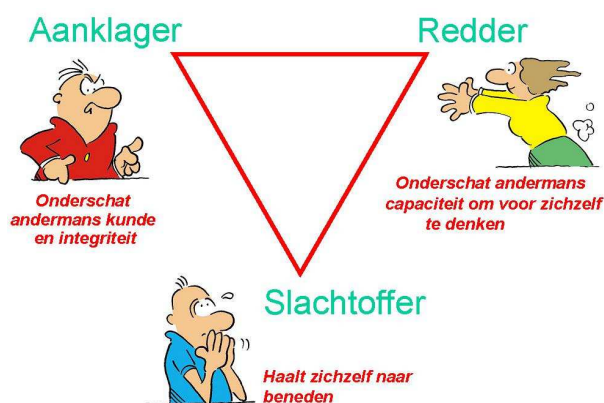 Aanklager
Redder
Onderschat
andermans kunde
en integriteit
Onderschat andermans
capaciteit om voor zichzelf
te denken
Slachtoffer
Haalt zichzelf naar
beneden